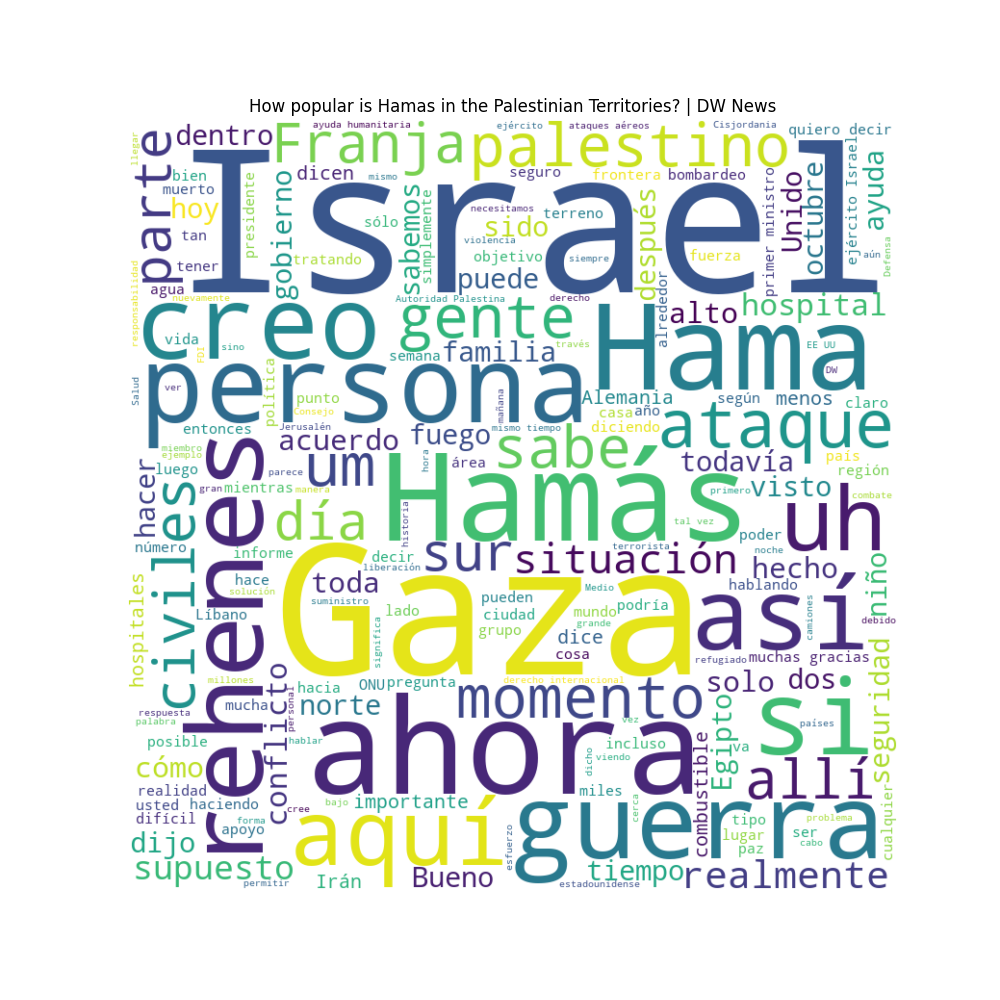 How popular is Hamas in the Palestinian Territories? | DW News
ayuda humanitaria
ejército
ataques aéreos
Cisjordania
quiero decir
llegar
parte
dentro
Franja
palestino
Israel
bien
muerto
hoy
tan
tener
agua
nuevamente
responsabilidad
presidente
gobierno
dicen
mismo
sólo
tratando
sabemos
simplemente
seguro
necesitamos
sido
violencia
objetivo
puede
terreno
siempre
frontera
bombardeo
después
fuerza
primer ministro
Unido
octubre
ejército Israel
ayuda
aún
Defensa
Autoridad Palestina
derecho
creo
gente
Hama
alrededor
alto
hospital
vida
FDI
sino
semana
familia
través
EE UU
DW
Salud
ver
persona
política
punto
Consejo
Jerusalén
mañana
mismo tiempo
Alemania
casa
año
diciendo
según
menos
claro
ataque
entonces
miembro
ejemplo
luego
acuerdo
fuego
sabe
todavía
país
región
hacer
civiles
rehenes
gran
mientras
parece
manera
um
hora
área
Hamás
primero
visto
combate
tal vez
uh
número
día
informe
historia
decir
liberación
sur
situación
terrorista
poder
noche
hecho
hospitales
hace
solución
Líbano
toda
suministro
Gaza
lado
significa
pueden
ciudad
grupo
Medio
mundo
grande
podría
dice
cosa
hablando
así
camiones
niño
debido
refugiado
muchas gracias
millones
derecho internacional
respuesta
palabra
mucha
conflicto
personal
hacia
norte
ONU
pregunta
momento
solo
dos
seguridad
posible
hablar
ahora
vez
si
países
cómo
realidad
usted
haciendo
difícil
dicho
viendo
incluso
miles
combustible
Egipto
va
allí
cualquier
dijo
apoyo
forma
cree
bajo
importante
aquí
esfuerzo
guerra
cerca
tipo
lugar
paz
problema
ser
cabo
supuesto
permitir
Irán
Bueno
estadounidense
tiempo
realmente